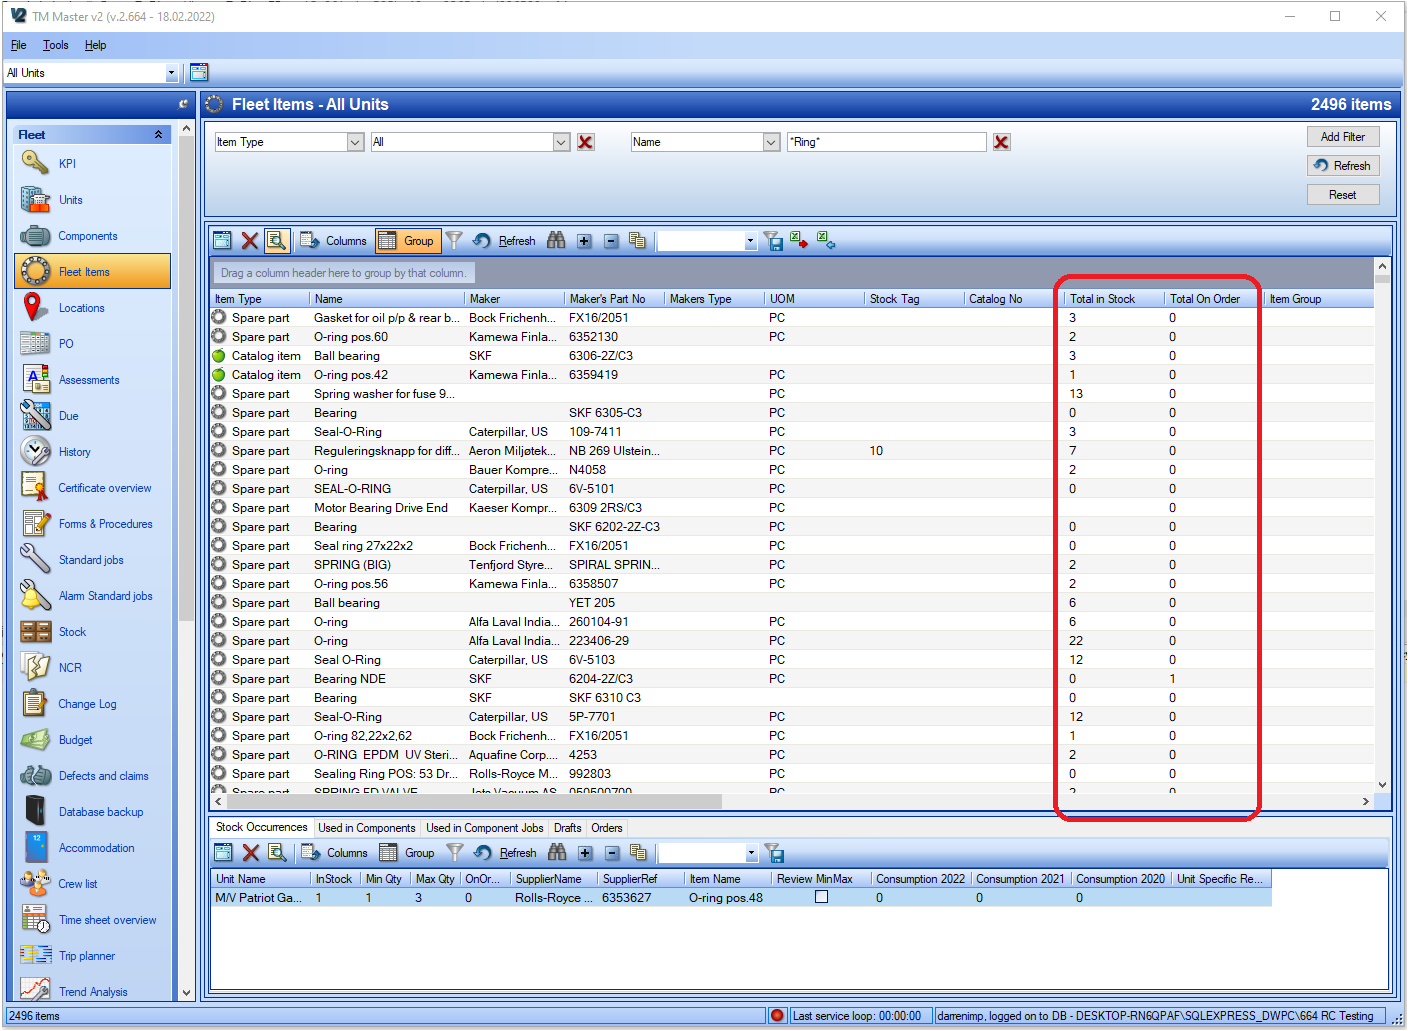 TM Master v2 (v.2.664 - 18.02.2022)
File Tools Help
All Units
Fleet
KPI
Units
Components
Fleet Items
Locations
PO
Assessments
Due
History
Certificate overview
Forms & Procedures
Standard jobs
Alarm Standard jobs
Stock
NCR
Change Log
Budget
Defects and claims
Database backup
12
Accommodation
Crew list
Time sheet overview
Trip planner
Trend Analysis
Fleet Items - All Units 2496 items
Item Type All Name *Ring* Add Filter
Refresh
Reset
Columns Group Refresh
Drag a column header here to group by that column.
Item Type Name Maker Maker's Part No Makers Type UOM Stock Tag Catalog No Total in Stock Total On Order Item Group
Spare part Gasket for oil p/p & rear b... Bock Frichenh... FX16/2051 PC 3 0
Spare part O-ring pos.60 Kamewa Finla... 6352130 PC 2 0
Catalog item Ball bearing SKF 6306-2Z/C3 3 0
Catalog item O-ring pos.42 Kamewa Finla... 6359419 PC 1 0
Spare part Spring washer for fuse 9... PC 13 0
Spare part Bearing SKF 6305-C3 PC 0 0
Spare part Seal-O-Ring Caterpillar, US 109-7411 PC 3 0
Spare part Reguleringsknapp for diff... Aeron Miljøtek... NB 269 Ulstein... PC 10 7 0
Spare part O-ring Bauer Kompre... N4058 PC 2 0
Spare part SEAL-O-RING Caterpillar, US 6V-5101 PC 0 0
Spare part Motor Bearing Drive End Kaeser Kompr... 6309 2RS/C3 PC 0
Spare part Bearing SKF 6202-2Z-C3 PC 0 0
Spare part Seal ring 27x22x2 Bock Frichenh... FX16/2051 PC 0 0
Spare part SPRING (BIG) Tenfjord Styre... SPIRAL SPRIN... PC 2 0
Spare part O-ring pos.56 Kamewa Finla... 6358507 PC 2 0
Spare part Ball bearing YET 205 6 0
Spare part O-ring Alfa Laval India... 260104-91 PC 6 0
Spare part O-ring Alfa Laval India... 223406-29 PC 22 0
Spare part Seal O-Ring Caterpillar, US 6V-5103 PC 12 0
Spare part Bearing NDE SKF 6204-2Z/C3 PC 0 1
Spare part Bearing SKF SKF 6310 C3 0 0
Spare part Seal-O-Ring Caterpillar, US 5P-7701 PC 12 0
Spare part O-ring 82,22x2,62 Bock Frichenh... FX16/2051 PC 1 0
Spare part O-RING EPDM UV Steri... Aquafine Corp.... 4253 PC 2 0
Spare part Sealing Ring POS: 53 Dr... Rolls-Royce M... 992803 PC 0 0
Spare part SPRING FD VALVE Jets Vacuum AS 050500700 PC 2 0
Stock Occurrences Used in Components Used in Component Jobs Drafts Orders
Columns Group Refresh
Unit Name InStock Min Qty Max Qty OnOr... SupplierName SupplierRef Item Name Review MinMax Consumption 2022 Consumption 2021 Consumption 2020 Unit Specific Re...
M/V Patriot Ga... 1 1 3 0 Rolls-Royce ... 6353627 O-ring pos.48 0 0 0
2496 items Last service loop: 00:00:00 darrenimp, logged on to DB - DESKTOP-RN6QPAF\SQLEXPRESS_DWPC\664 RC Testing